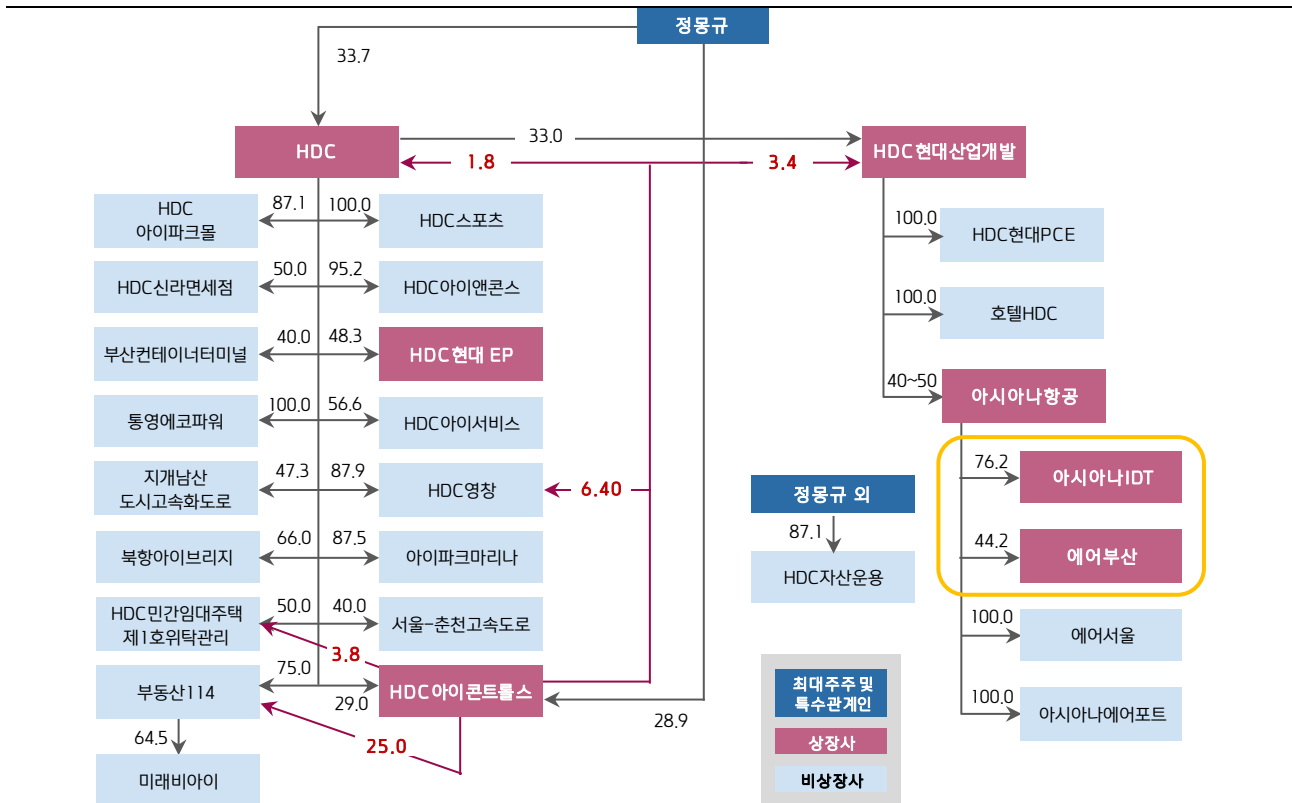 정몽규
33.7
HDC
33.0
HDC현대산업개발
1.8
3.4
HDC
아이파크몰
87.1
100.0
HDC스포츠
100.0
HDC현대PCE
HDC신라면세점
50.0
95.2
HDC아이앤콘스
100.0
호텔HDC
부산컨테이너터미널
40.0
48.3
HDC현대 EP
40~50
아시아나항공
통영에코파워
100.0
56.6
HDC아이서비스
지개남산
도시고속화도로
47.3
87.9
HDC영창
6.40
정몽규 외
76.2
아시아나IDT
북항아이브리지
66.0
87.5
아이파크마리나
87.1
HDC자산운용
44.2
에어부산
HDC민간임대주택
제1호위탁관리
50.0
40.0
서울-춘천고속도로
3.8
100.0
에어서울
부동산114
75.0
29.0
HDC아이콘트롤스
28.9
최대주주 및
특수관계인
100.0
아시아나에어포트
64.5
25.0
상장사
미래비아이
비상장사